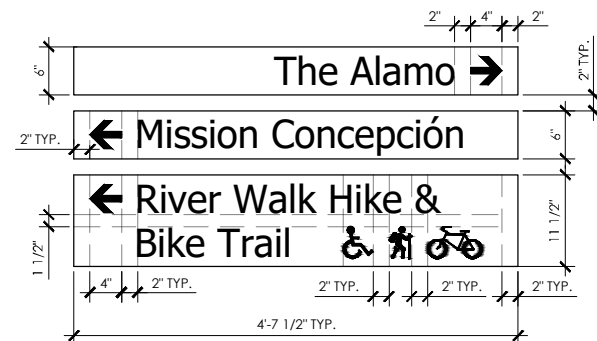 2" 4" 2"
6"
The Alamo
2" TYP.
2" TYP.
Mission Concepción
6"
River Walk Hike &
Bike Trail
1 1/2"
11 1/2"
4" 2" TYP. 2" TYP. 2" TYP. 2" TYP.
4'-7 1/2" TYP.